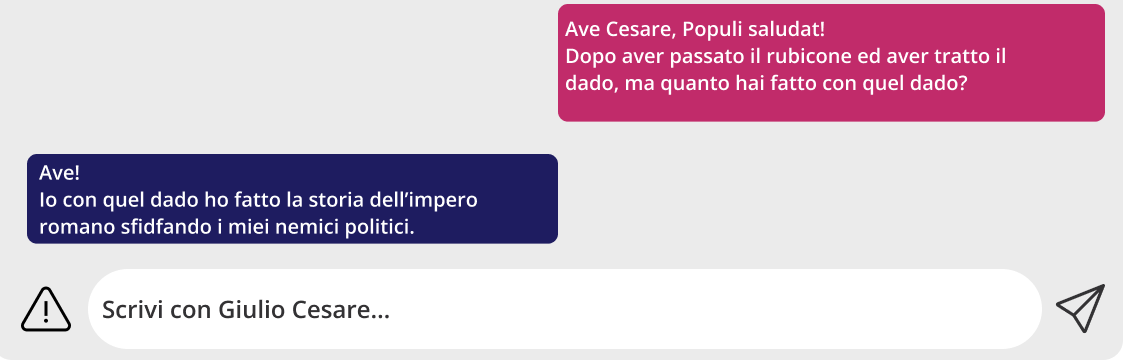 Ave Cesare, Populi saludat!
Dopo aver passato il rubicone ed aver tratto il
dado, ma quanto hai fatto con quel dado?
Ave!
Io con quel dado ho fatto la storia dell’impero
romano sfidfando i miei nemici politici.
Scrivi con Giulio Cesare...